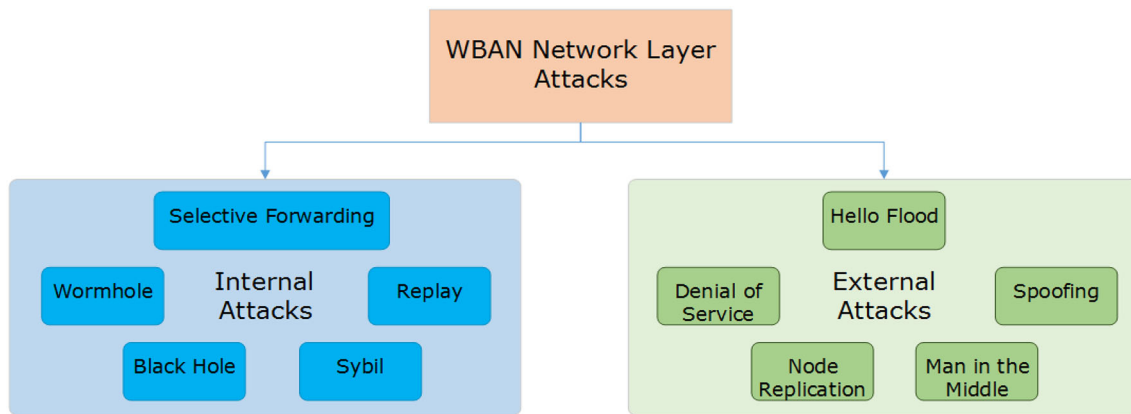 WBAN Network Layer
Attacks
Selective Forwarding
Wormhole
Internal
Attacks
Replay
Black Hole
Sybil
Hello Flood
Denial of
Service
External
Attacks
Spoofing
Node
Replication
Man in the
Middle